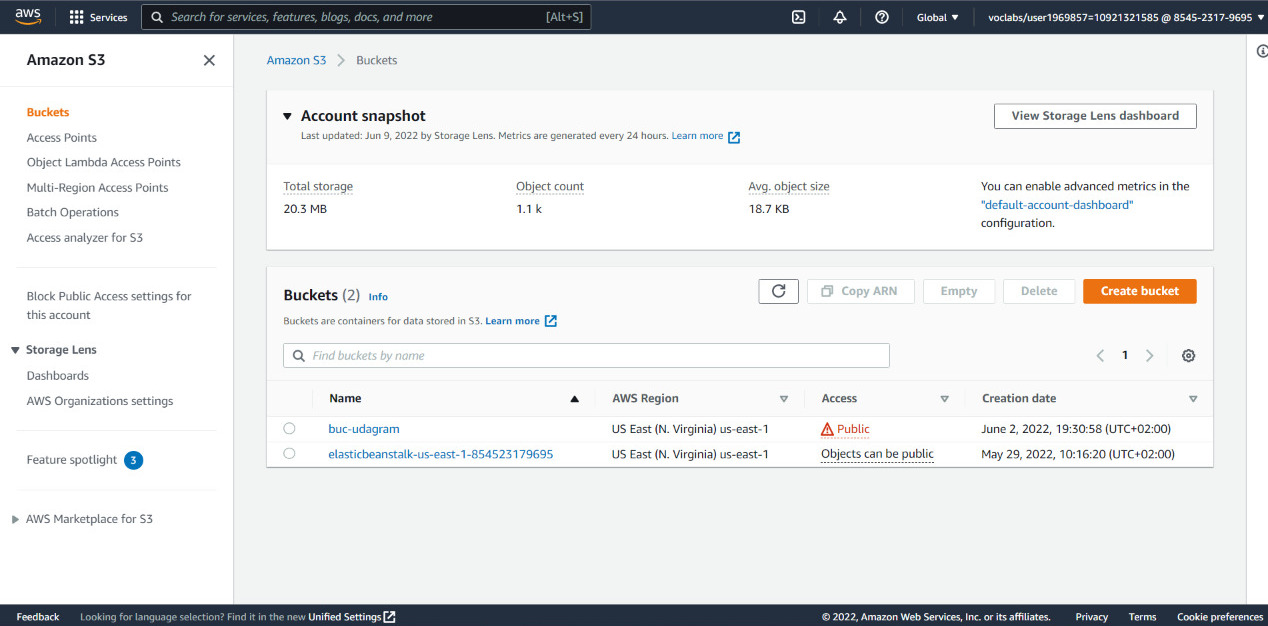 aws
Services
Search for services, features, blogs, docs, and more
[Alt+S]
Global
voclabs/user1969857=10921321585 @ 8545-2317-9695
Amazon S3
Buckets
Access Points
Object Lambda Access Points
Multi-Region Access Points
Batch Operations
Access analyzer for S3
Block Public Access settings for
this account
Storage Lens
Dashboards
AWS Organizations settings
Feature spotlight 3
AWS Marketplace for S3
Amazon S3 Buckets
Account snapshot
Last updated: Jun 9, 2022 by Storage Lens. Metrics are generated every 24 hours. Learn more
View Storage Lens dashboard
Total storage
20.3 MB
Object count
1.1 k
Avg. object size
18.7 KB
You can enable advanced metrics in the
"default-account-dashboard"
configuration.
Buckets (2) Info
Copy ARN
Empty
Delete
Create bucket
Buckets are containers for data stored in S3. Learn more
Find buckets by name
1
Name AWS Region Access Creation date
buc-udagram US East (N. Virginia) us-east-1 Public June 2, 2022, 19:30:58 (UTC+02:00)
elasticbeanstalk-us-east-1-854523179695 US East (N. Virginia) us-east-1 Objects can be public May 29, 2022, 10:16:20 (UTC+02:00)
Feedback Looking for language selection? Find it in the new Unified Settings © 2022, Amazon Web Services, Inc. or its affiliates. Privacy Terms Cookie preferences